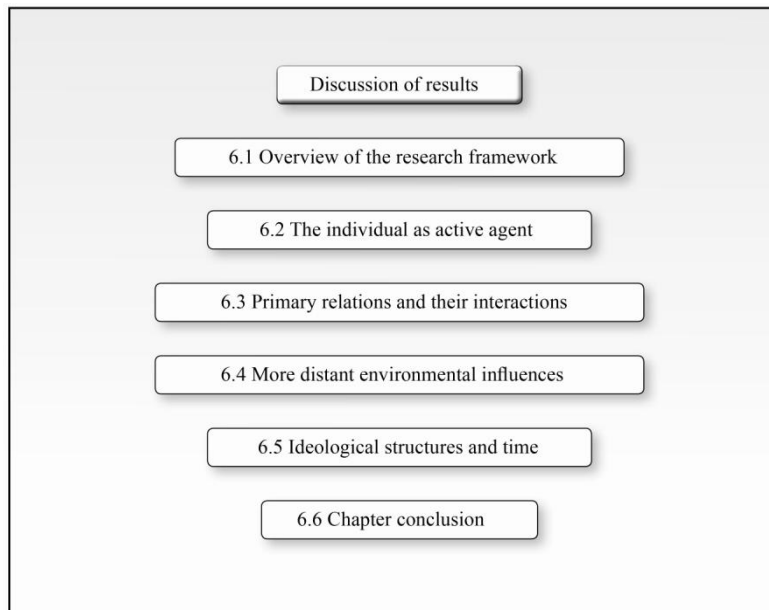 Discussion of results
6.1 Overview of the research framework
6.2 The individual as active agent
6.3 Primary relations and their interactions
6.4 More distant environmental influences
6.5 Ideological structures and time
6.6 Chapter conclusion